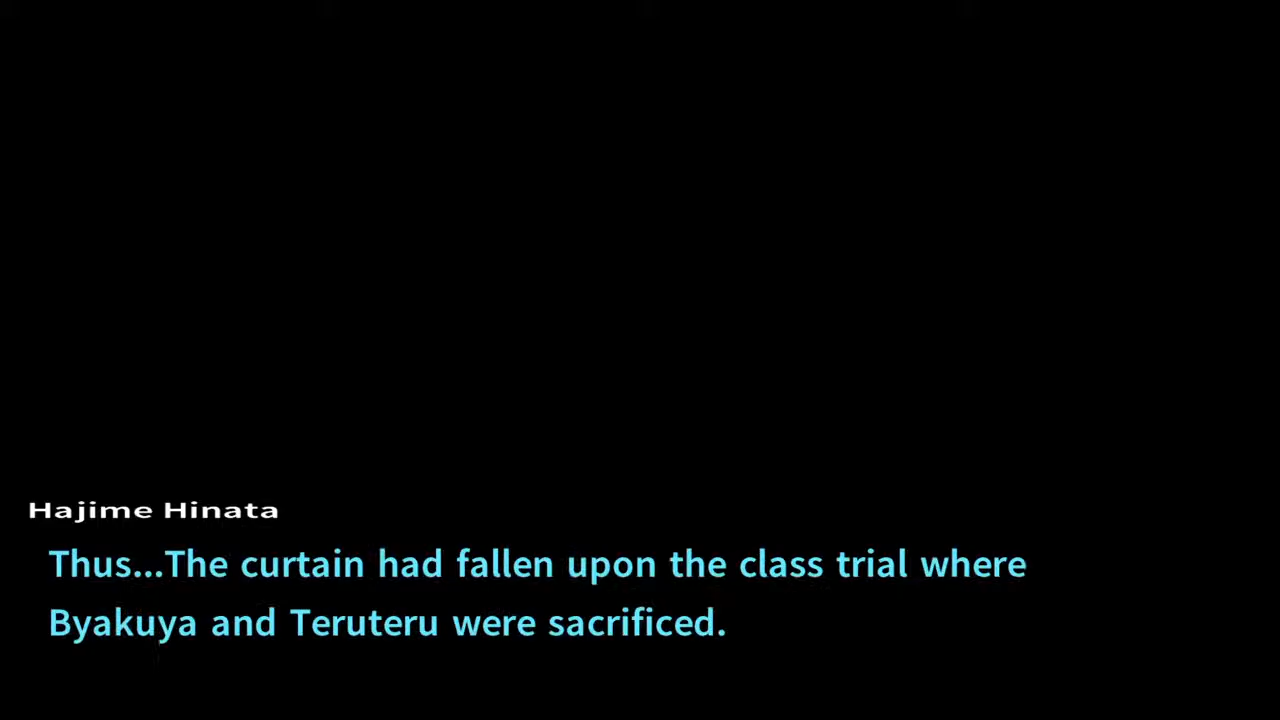 Hajime Hinata
Thus...The curtain had fallen upon the class trial where
Byakuya and Teruteru were sacrificed.